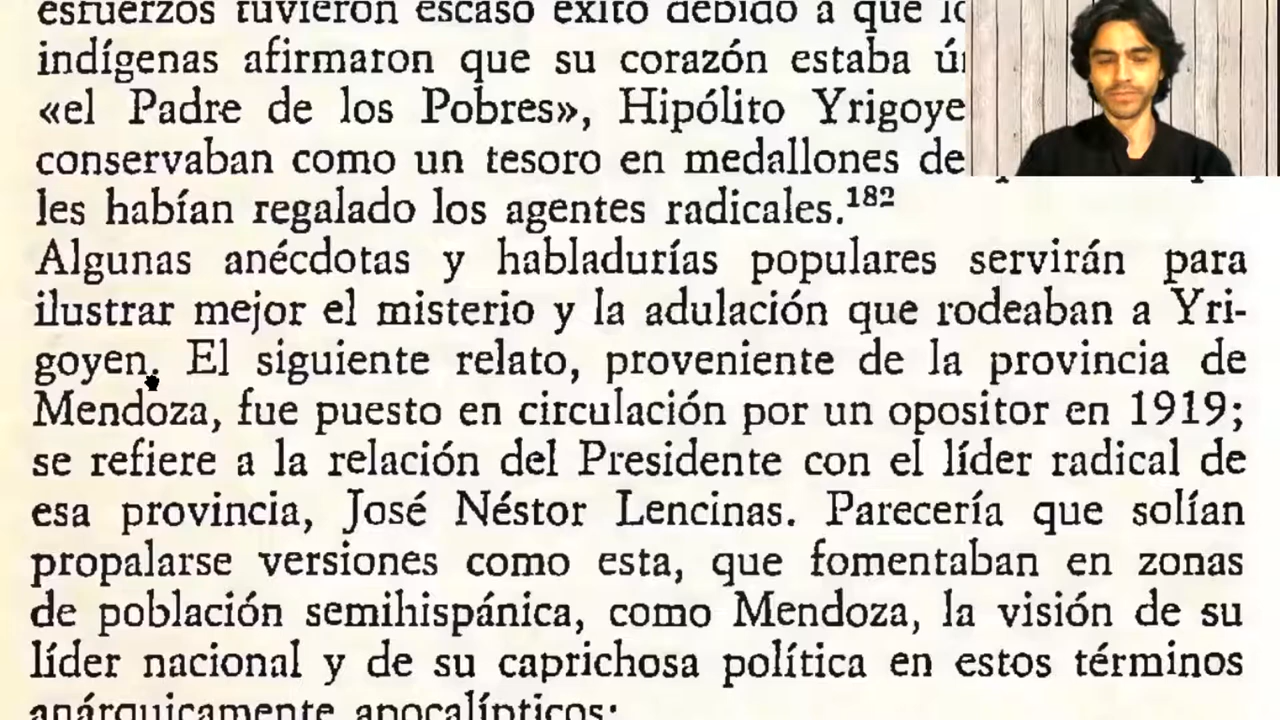 esfuerzos tuvieron escaso éxito debido a que
indígenas afirmaron que su corazón estaba
«el Padre de los Pobres», Hipólito
conservaban como un tesoro en medallones de
les habían regalado los agentes radicales.¹⁸²
Algunas anécdotas y habladurías populares servirán para
ilustrar mejor el misterio y la adulación que rodeaban a Yri-
goyen. El siguiente relato, proveniente de la provincia de
Mendoza, fue puesto en circulación por un opositor en 1919;
se refiere a la relación del Presidente con el líder radical de
esa provincia, José Néstor Lencinas. Parecería que solían
propalarse versiones como esta, que fomentaban en zonas
de población semihispánica, como Mendoza, la visión de su
líder nacional y de su caprichosa política en estos términos
anárquicamente apocalípticos: